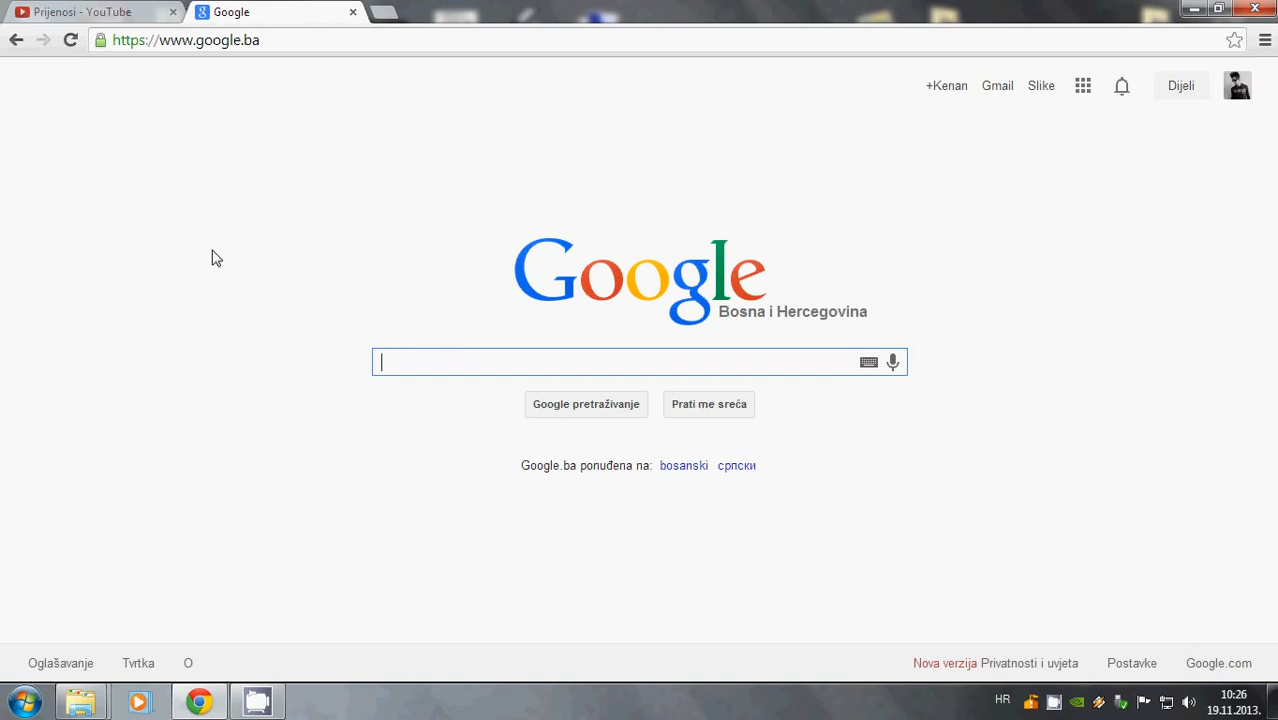 Prijenosi - YouTube
Google
https://www.google.ba
+Kenan Gmail Slike Dijeli
Google
Bosna i Hercegovina
Google pretraživanje Prati me sreća
Google.ba ponuđena na: bosanski српски
Oglašavanje Tvrtka O Nova verzija Privatnosti i uvjeta Postavke Google.com
HR
10:26
19.11.2013.